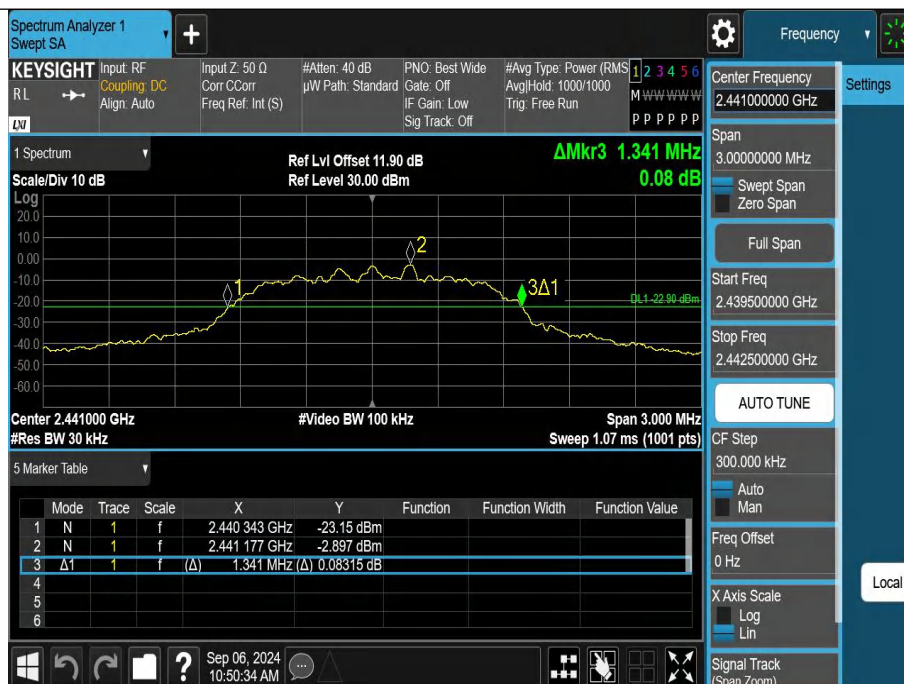 Spectrum Analyzer 1
Swept SA
+
Frequency
KEYSIGHT
RL
LXI
Input: RF
Coupling: DC
Align: Auto
Input Z: 50 Ω
Corr CCorr
Freq Ref: Int (S)
#Atten: 40 dB
µW Path: Standard
PNO: Best Wide
Gate: Off
IF Gain: Low
Sig Track: Off
#Avg Type: Power (RMS
Avg|Hold: 1000/1000
Trig: Free Run
1 2 3 4 5 6
M W W W W W
P P P P P P
Center Frequency
2.441000000 GHz
Settings
Span
3.00000000 MHz
Swept Span
Zero Span
Full Span
Start Freq
2.439500000 GHz
Stop Freq
2.442500000 GHz
AUTO TUNE
CF Step
300.000 kHz
Auto
Man
Freq Offset
0 Hz
X Axis Scale
Log
Lin
Signal Track
(Span Zoom)
Local
1 Spectrum
Scale/Div 10 dB
Ref Lvl Offset 11.90 dB
Ref Level 30.00 dBm
ΔMkr3 1.341 MHz
0.08 dB
Log
20.0
10.0
0.00
-10.0
-20.0
-30.0
-40.0
-50.0
-60.0
1
2
3Δ1
DL1 -22.90 dBm
Center 2.441000 GHz #Video BW 100 kHz Span 3.000 MHz
#Res BW 30 kHz Sweep 1.07 ms (1001 pts)
5 Marker Table
Mode Trace Scale X Y Function Function Width Function Value
1 N 1 f 2.440 343 GHz -23.15 dBm
2 N 1 f 2.441 177 GHz -2.897 dBm
3 Δ1 1 f (Δ) 1.341 MHz (Δ) 0.08315 dB
4
5
6
?
Sep 06, 2024
10:50:34 AM